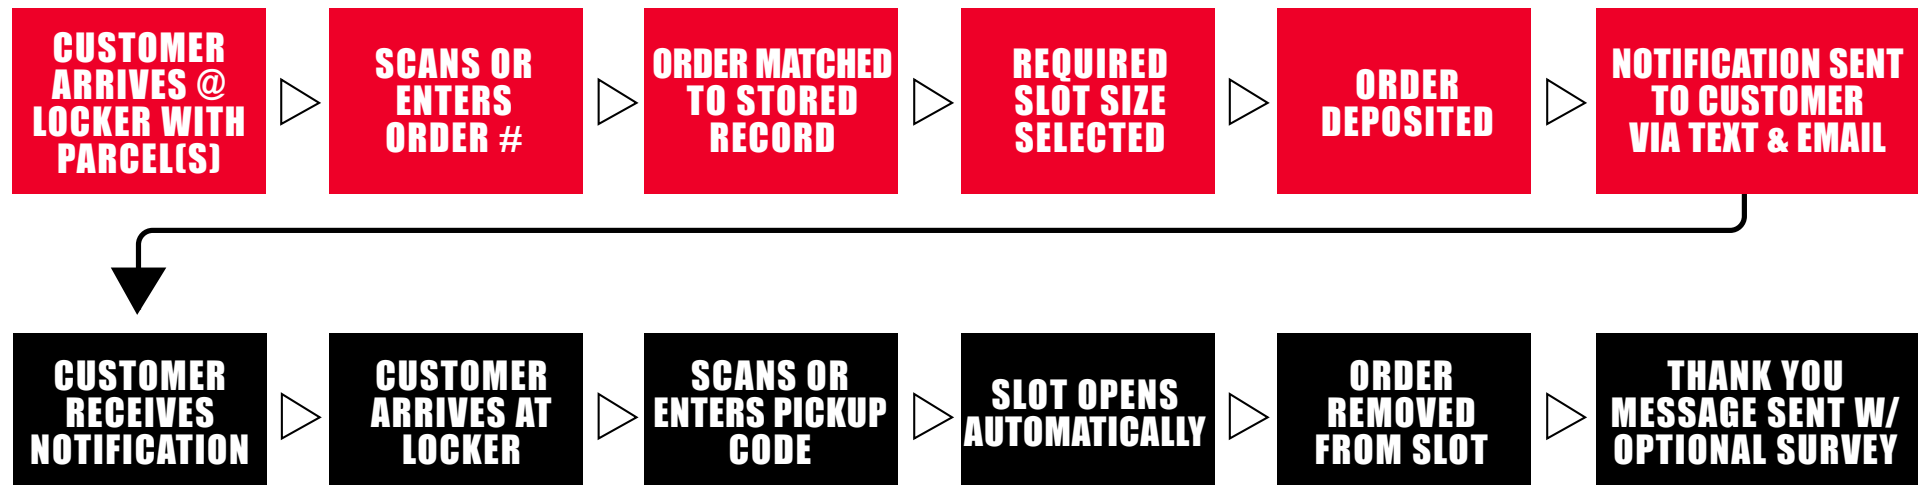 CUSTOMER
ARRIVES @
LOCKER WITH
PARCEL(S)
SCANS OR
ENTERS
ORDER #
ORDER MATCHED
TO STORED
RECORD
REQUIRED
SLOT SIZE
SELECTED
ORDER
DEPOSITED
NOTIFICATION SENT
TO CUSTOMER
VIA TEXT & EMAIL
CUSTOMER
RECEIVES
NOTIFICATION
CUSTOMER
ARRIVES AT
LOCKER
SCANS OR
ENTERS PICKUP
CODE
SLOT OPENS
AUTOMATICALLY
ORDER
REMOVED
FROM SLOT
THANK YOU
MESSAGE SENT W/
OPTIONAL SURVEY